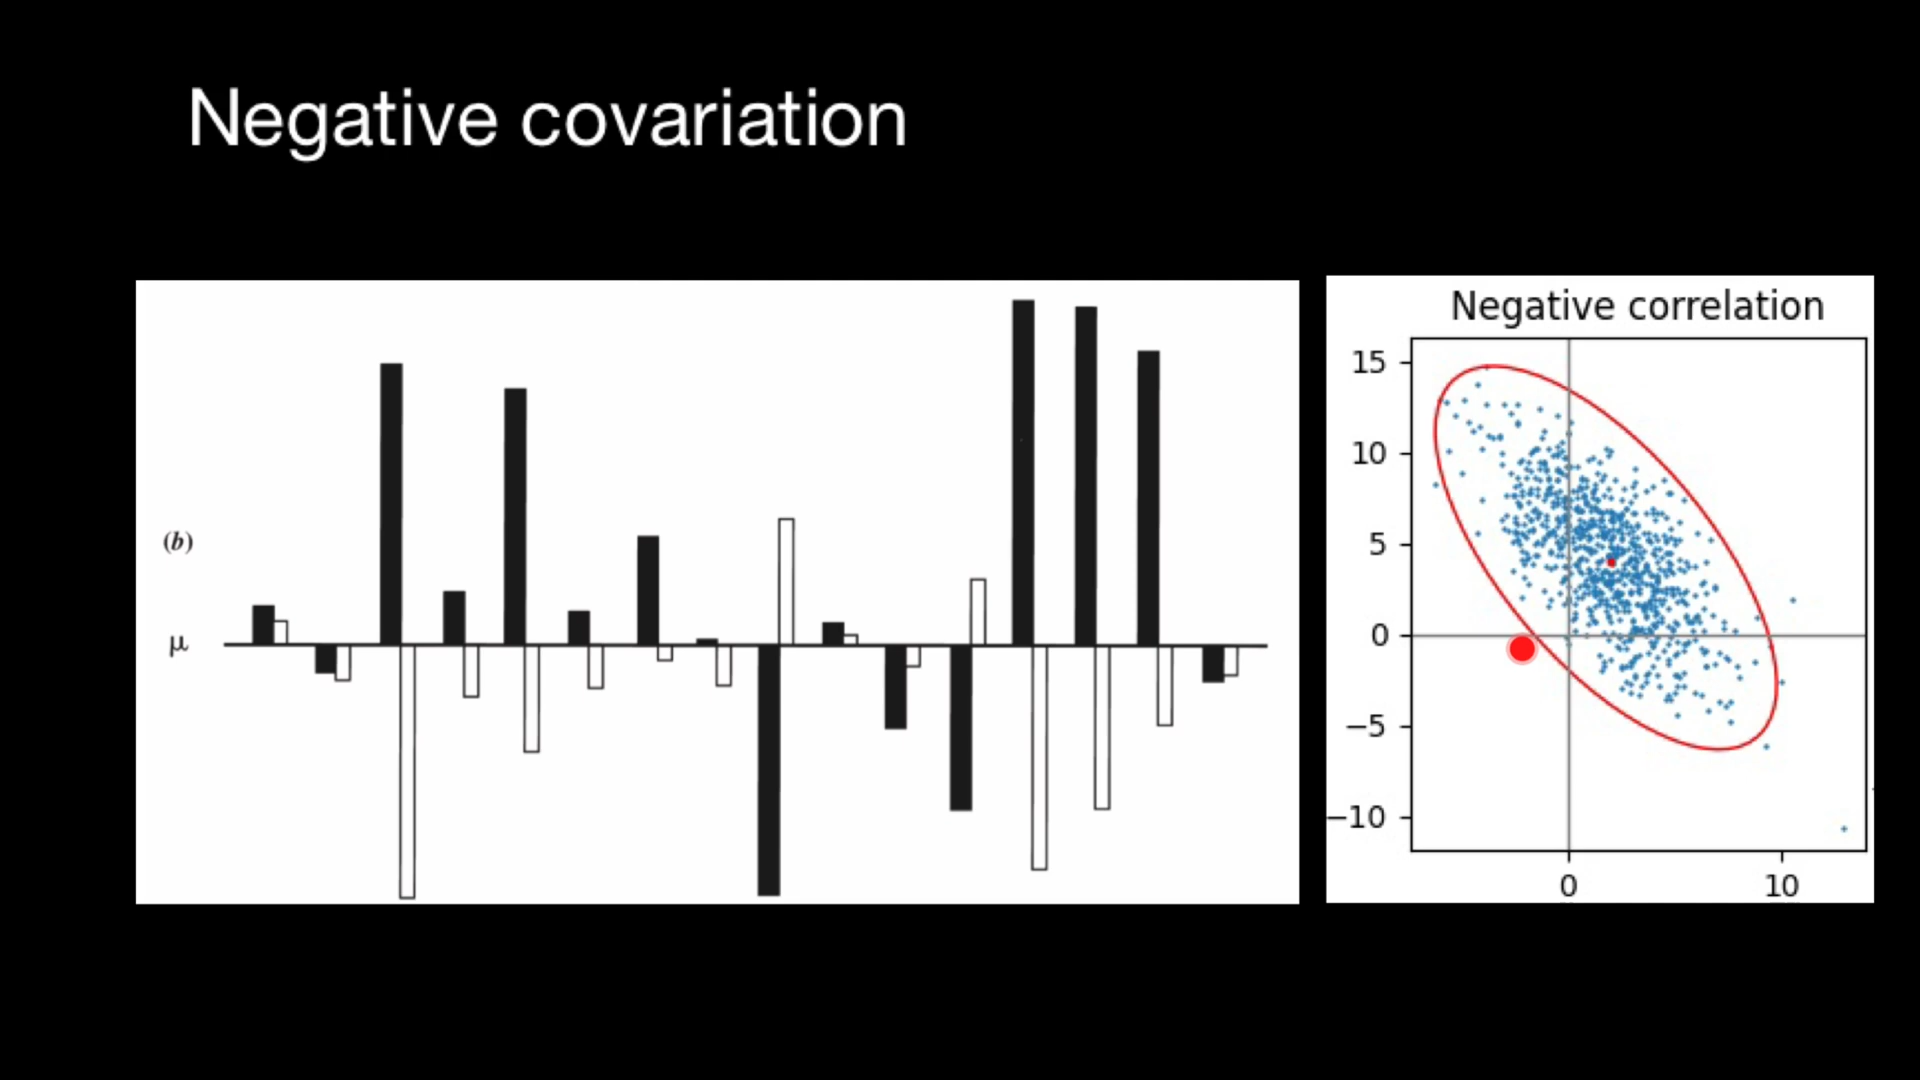 Negative covariation
(b)
μ
Negative correlation
15
10
5
0
−5
−10
0 10